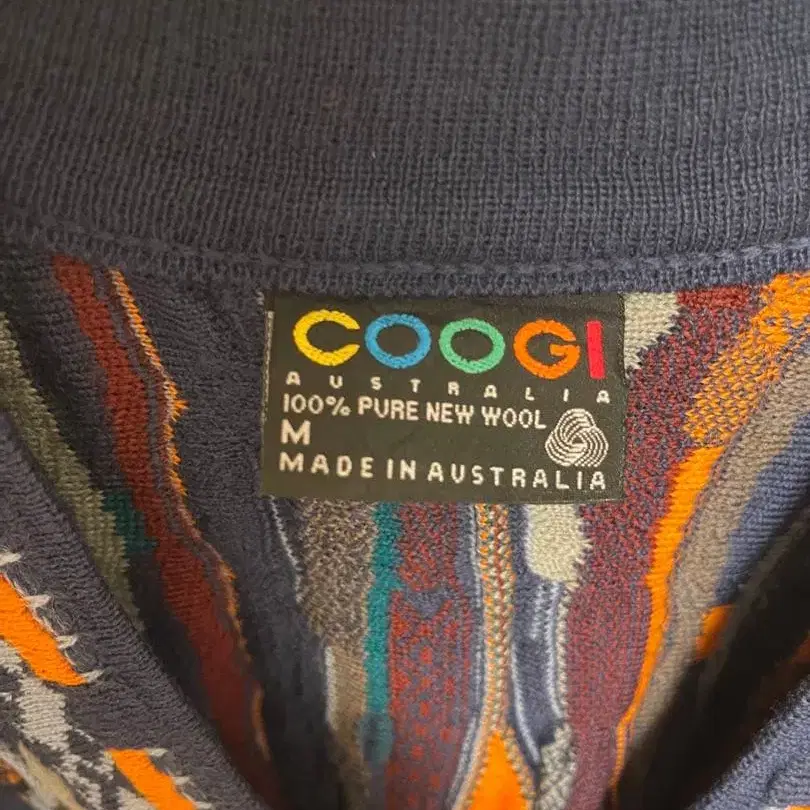 COOGI
AUSTRALIA
100% PURE NEW WOOL
M
MADE IN AUSTRALIA